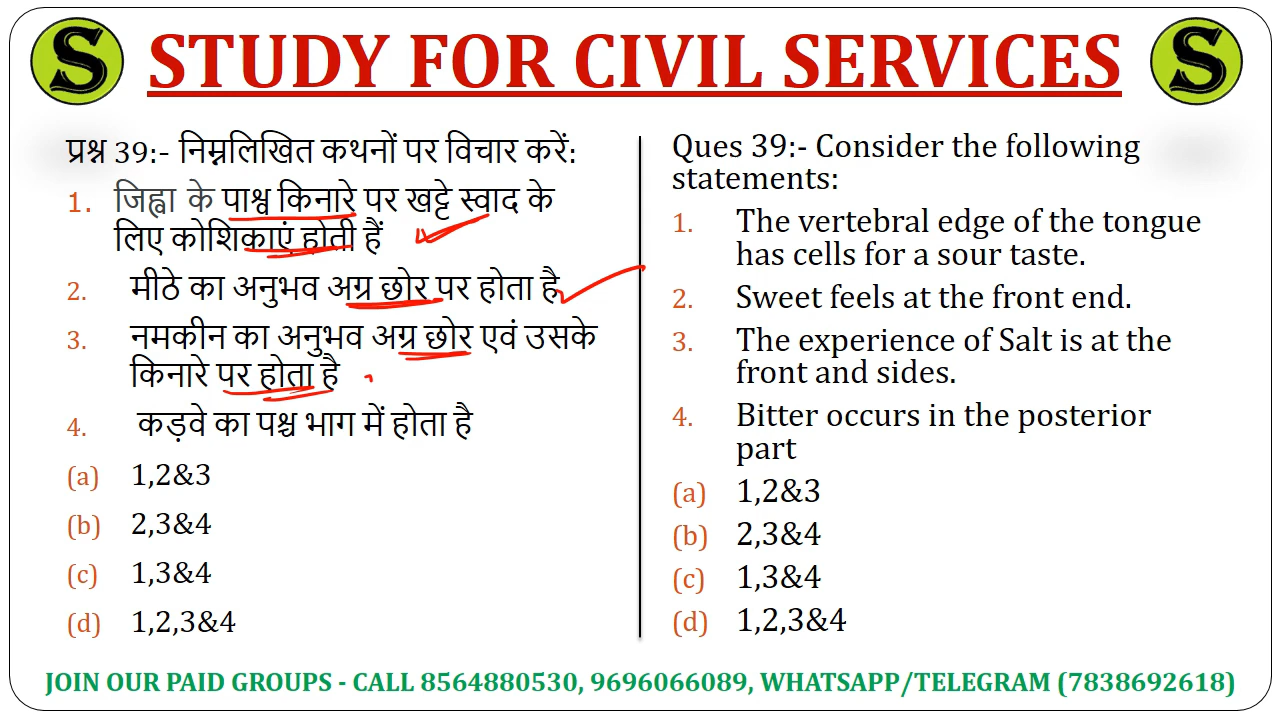 S STUDY FOR CIVIL SERVICES S
प्रश्न 39:- निम्नलिखित कथनों पर विचार करें:
1. जिह्वा के पाश्व किनारे पर खट्टे स्वाद के
लिए कोशिकाएं होती हैं
2. मीठे का अनुभव अग्र छोर पर होता है
3. नमकीन का अनुभव अग्र छोर एवं उसके
किनारे पर होता है
4. कड़वे का पश्च भाग में होता है
(a) 1,2&3
(b) 2,3&4
(c) 1,3&4
(d) 1,2,3&4
Ques 39:- Consider the following
statements:
1. The vertebral edge of the tongue
has cells for a sour taste.
2. Sweet feels at the front end.
3. The experience of Salt is at the
front and sides.
4. Bitter occurs in the posterior
part
(a) 1,2&3
(b) 2,3&4
(c) 1,3&4
(d) 1,2,3&4
JOIN OUR PAID GROUPS - CALL 8564880530, 9696066089, WHATSAPP/TELEGRAM (7838692618)